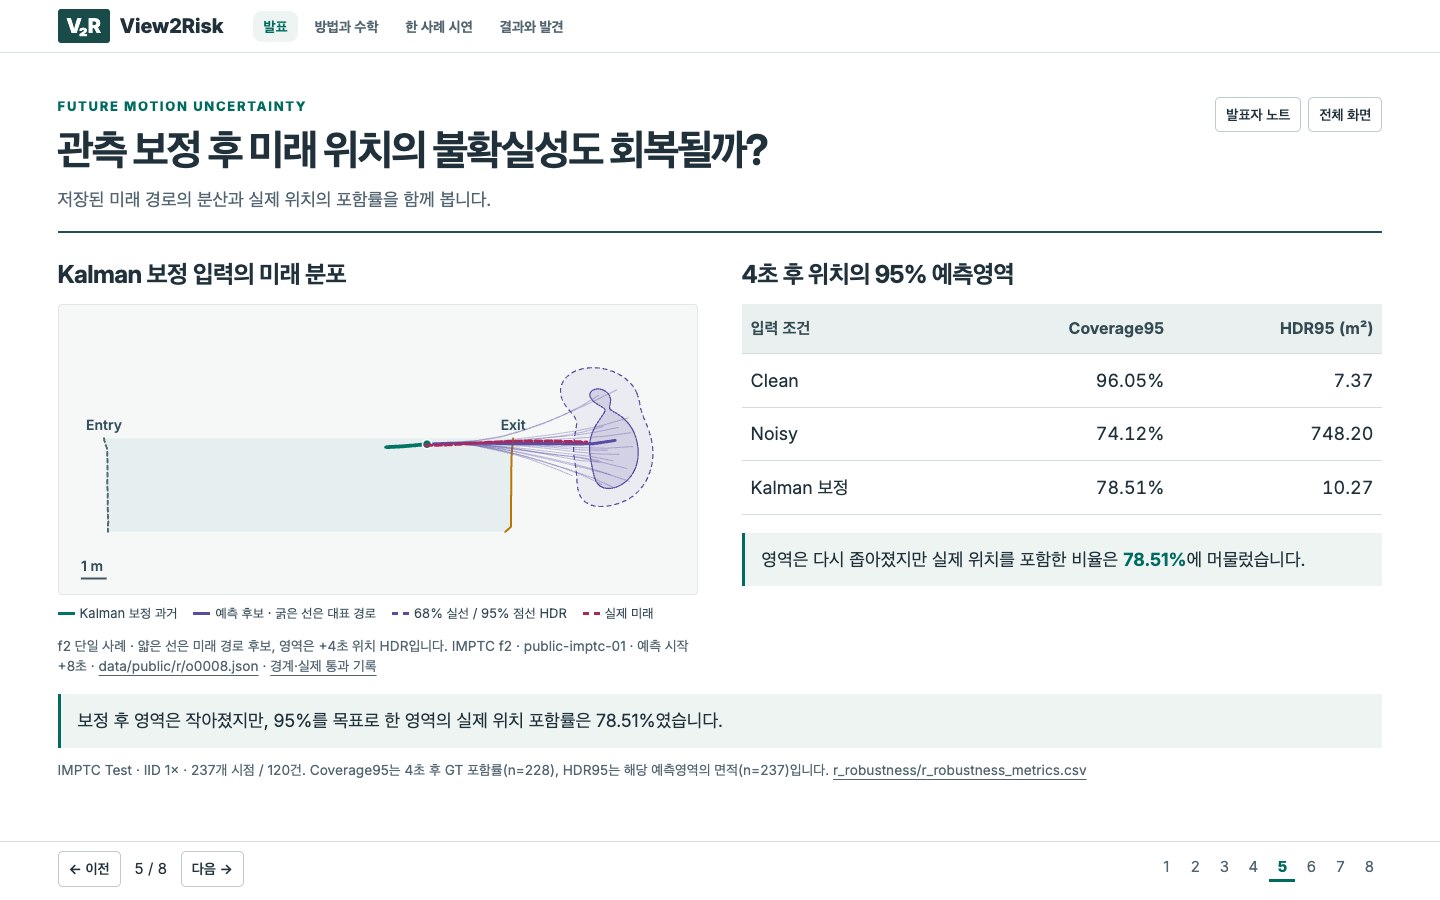 V2R View2Risk 발표 방법과 수학 한 사례 시연 결과와 발견
FUTURE MOTION UNCERTAINTY
발표자 노트 전체 화면
관측 보정 후 미래 위치의 불확실성도 회복될까?
저장된 미래 경로의 분산과 실제 위치의 포함률을 함께 봅니다.
Kalman 보정 입력의 미래 분포
Entry
Exit
1 m
Kalman 보정 과거 예측 후보 · 굵은 선은 대표 경로 68% 실선 / 95% 점선 HDR 실제 미래
f2 단일 사례 · 얇은 선은 미래 경로 후보, 영역은 +4초 위치 HDR입니다. IMPTC f2 · public-imptc-01 · 예측 시작
+8초 · data/public/r/o0008.json · 경계·실제 통과 기록
4초 후 위치의 95% 예측영역
입력 조건 Coverage95 HDR95 (m²)
Clean 96.05% 7.37
Noisy 74.12% 748.20
Kalman 보정 78.51% 10.27
영역은 다시 좁아졌지만 실제 위치를 포함한 비율은 78.51%에 머물렀습니다.
보정 후 영역은 작아졌지만, 95%를 목표로 한 영역의 실제 위치 포함률은 78.51%였습니다.
IMPTC Test · IID 1× · 237개 시점 / 120건. Coverage95는 4초 후 GT 포함률(n=228), HDR95는 해당 예측영역의 면적(n=237)입니다. r_robustness/r_robustness_metrics.csv
← 이전 5 / 8 다음 →
1 2 3 4 5 6 7 8